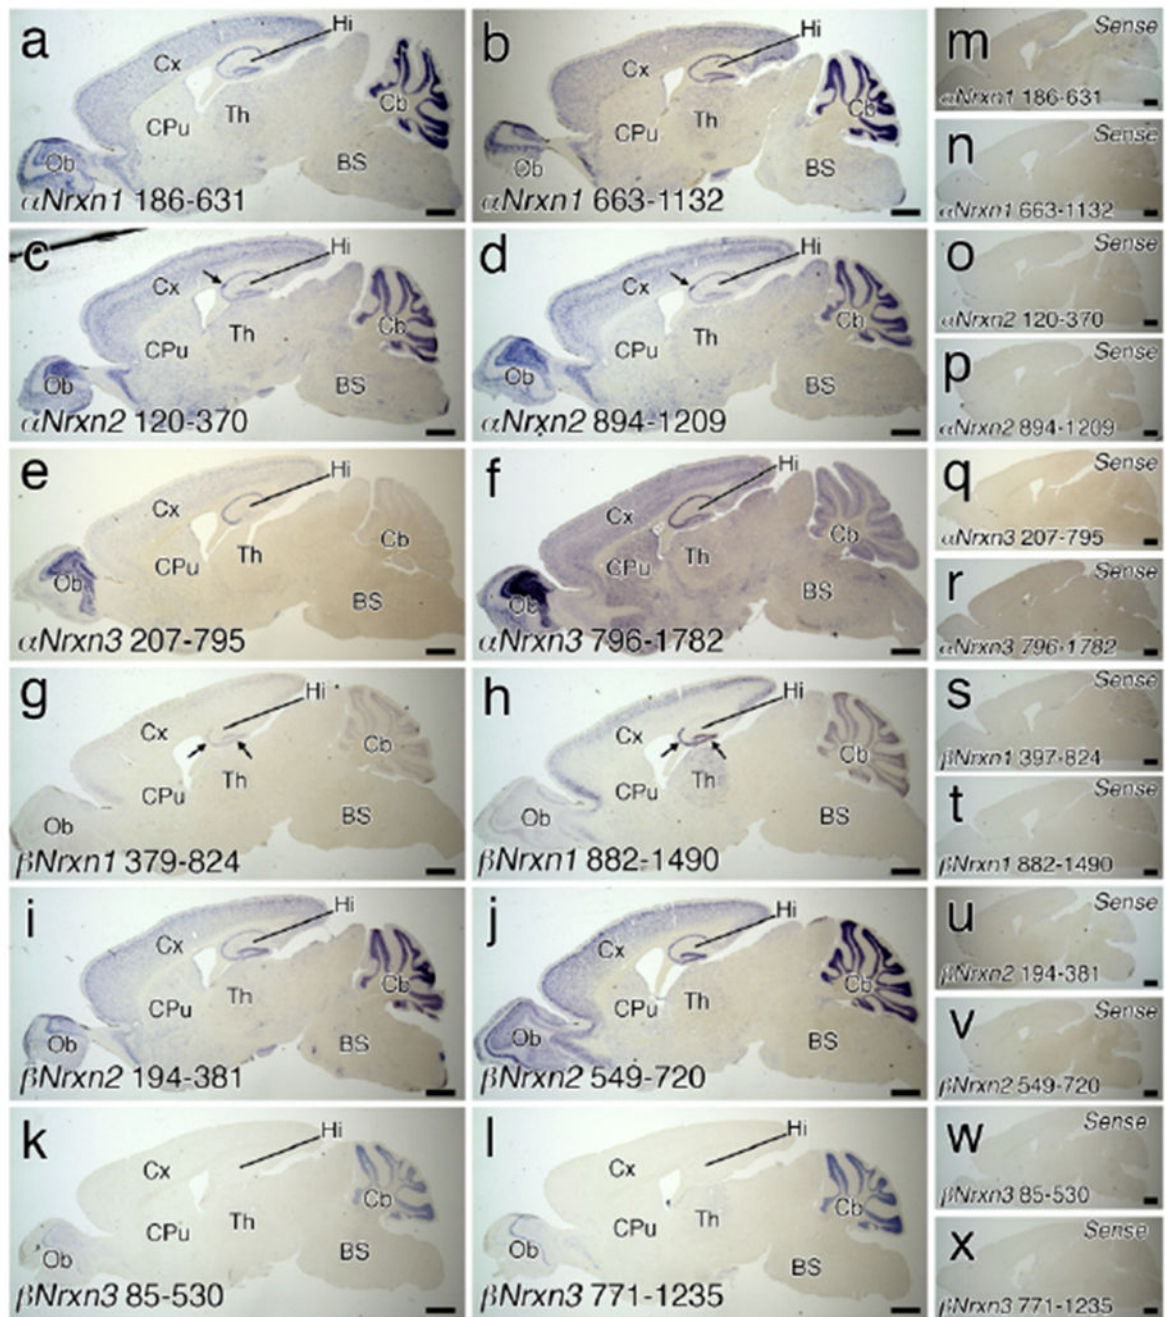 a
Hi
Cx
Cb
Th
CPu
Ob
BS
αNrxn1 186-631
b
Hi
Cx
Cb
Th
CPu
Ob
BS
αNrxn1 663-1132
m
Sense
αNrxn1 186-631
n
Sense
αNrxn1 663-1132
c
Hi
Cx
Cb
Th
CPu
Ob
BS
αNrxn2 120-370
d
Hi
Cx
Cb
Th
CPu
Ob
BS
αNrxn2 894-1209
o
Sense
αNrxn2 120-370
p
Sense
αNrxn2 894-1209
e
Hi
Cx
Cb
Th
CPu
Ob
BS
αNrxn3 207-795
f
Hi
Cx
Cb
Th
CPu
Ob
BS
αNrxn3 796-1782
q
Sense
αNrxn3 207-795
r
Sense
αNrxn3 796-1782
g
Hi
Cx
Cb
Th
CPu
Ob
BS
βNrxn1 379-824
h
Hi
Cx
Cb
Th
CPu
Ob
BS
βNrxn1 882-1490
s
Sense
βNrxn1 397-824
t
Sense
βNrxn1 882-1490
i
Hi
Cx
Cb
Th
CPu
Ob
BS
βNrxn2 194-381
j
Hi
Cx
Cb
Th
CPu
Ob
BS
βNrxn2 549-720
u
Sense
βNrxn2 194-381
v
Sense
βNrxn2 549-720
k
Hi
Cx
Cb
Th
CPu
Ob
BS
βNrxn3 85-530
l
Hi
Cx
Cb
Th
CPu
Ob
BS
βNrxn3 771-1235
w
Sense
βNrxn3 85-530
x
Sense
βNrxn3 771-1235